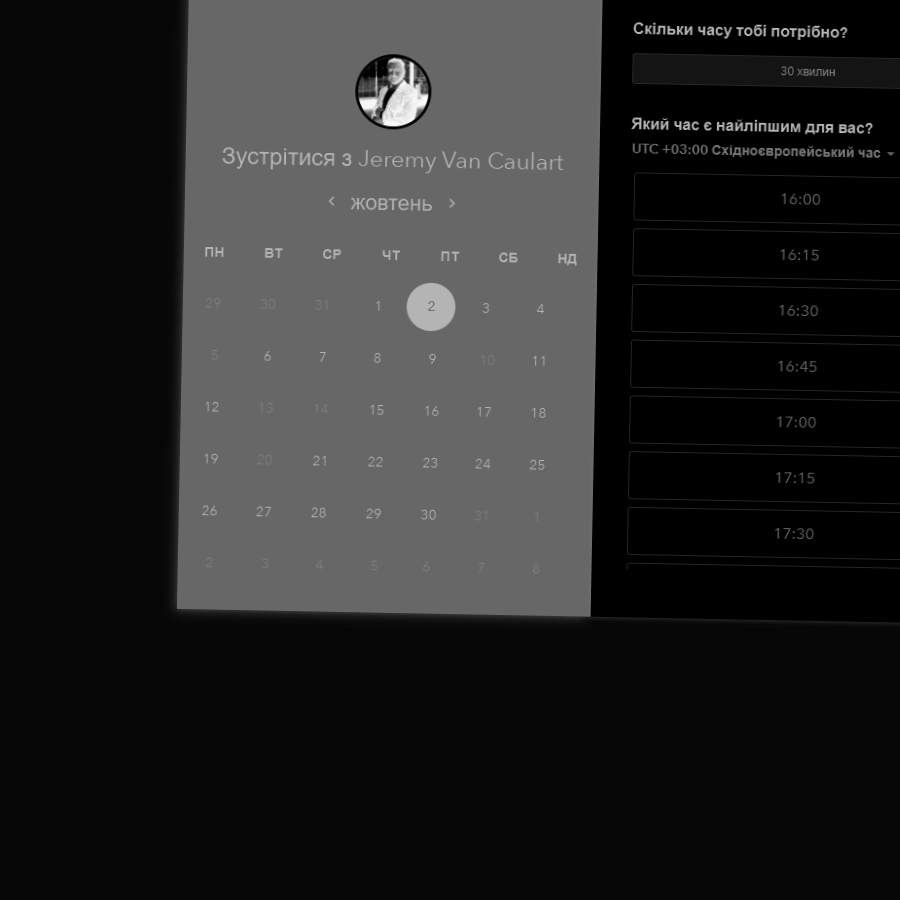 Зустрітися з Jeremy Van Caulart
жовтень
ПН ВТ СР ЧТ ПТ СБ НД
29 30 31 1 2 3 4
5 6 7 8 9 10 11
12 13 14 15 16 17 18
19 20 21 22 23 24 25
26 27 28 29 30 31 1
2 3 4 5 6 7 8
Скільки часу тобі потрібно?
30 хвилин
Який час є найліпшим для вас?
UTC +03:00 Східноєвропейський час
16:00
16:15
16:30
16:45
17:00
17:15
17:30